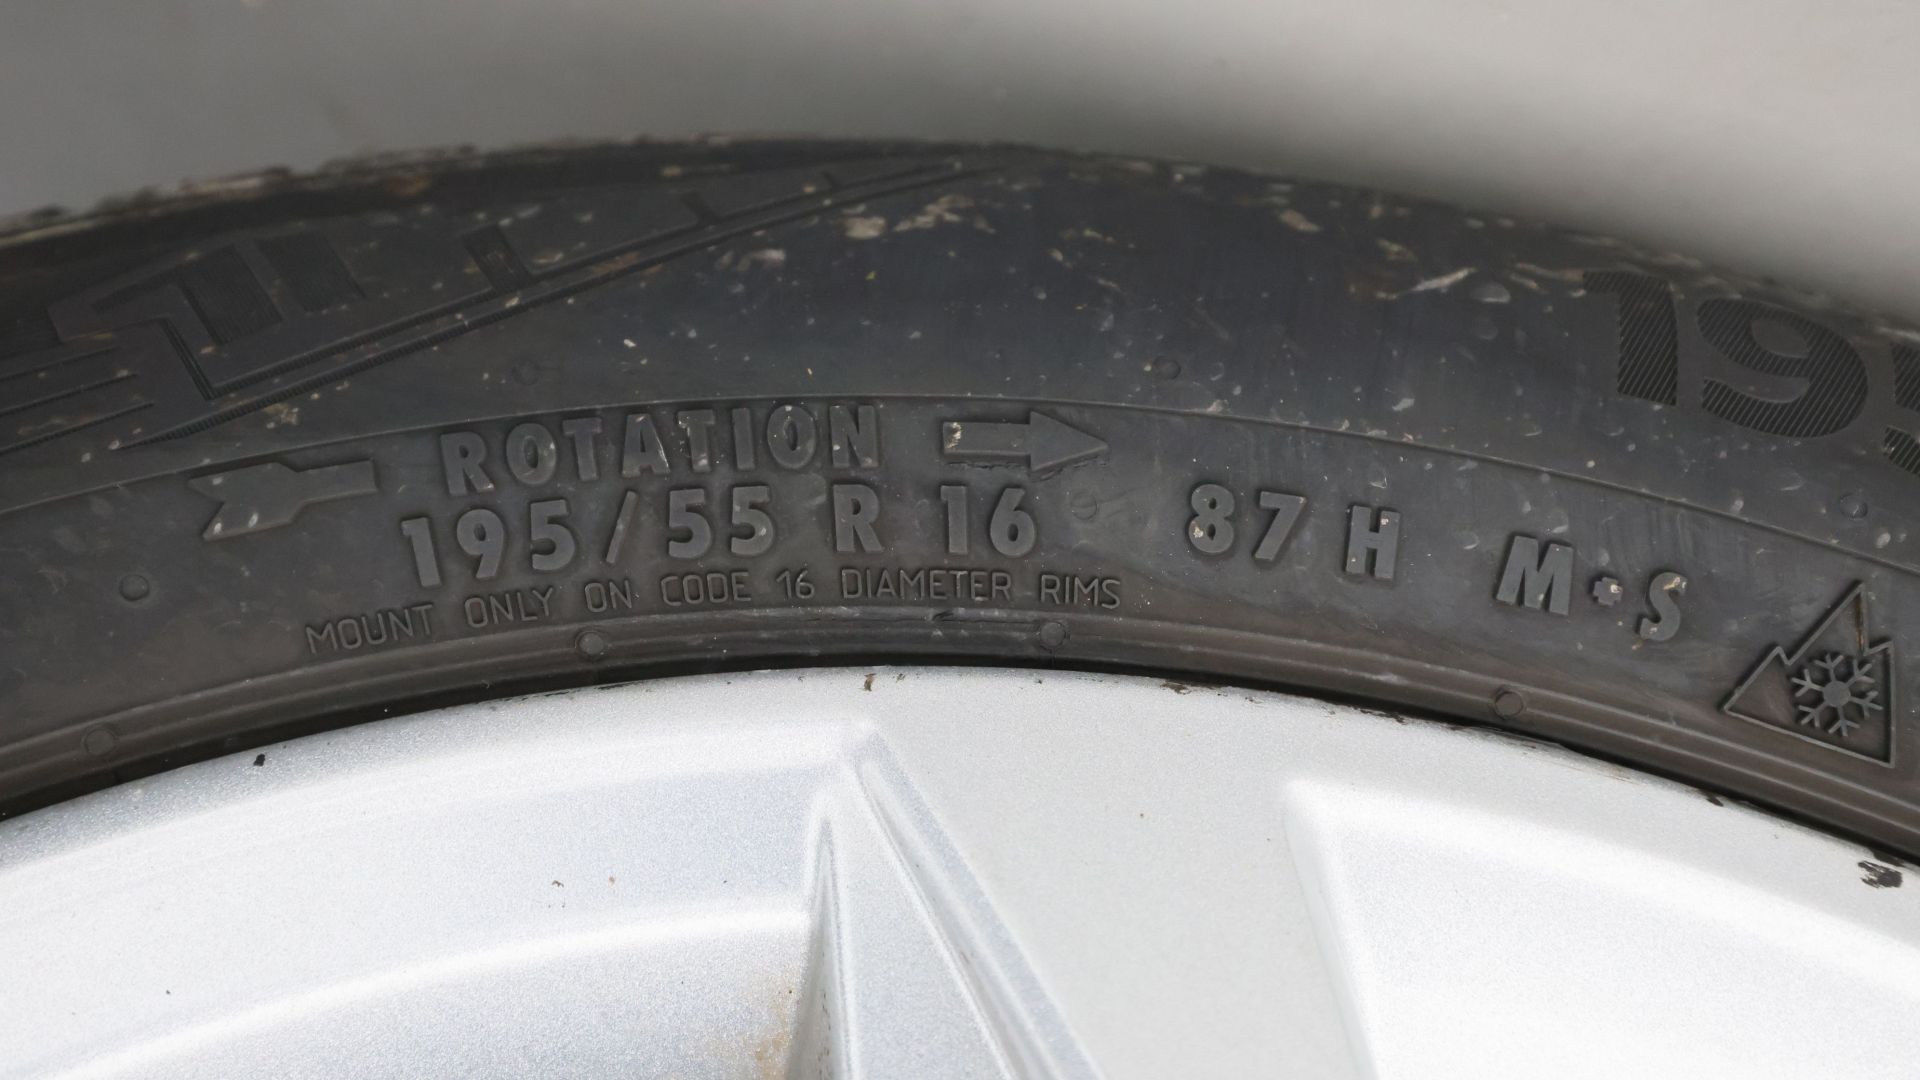 ROTATION
195/55 R 16 87 H M+S
MOUNT ONLY ON CODE 16 DIAMETER RIMS